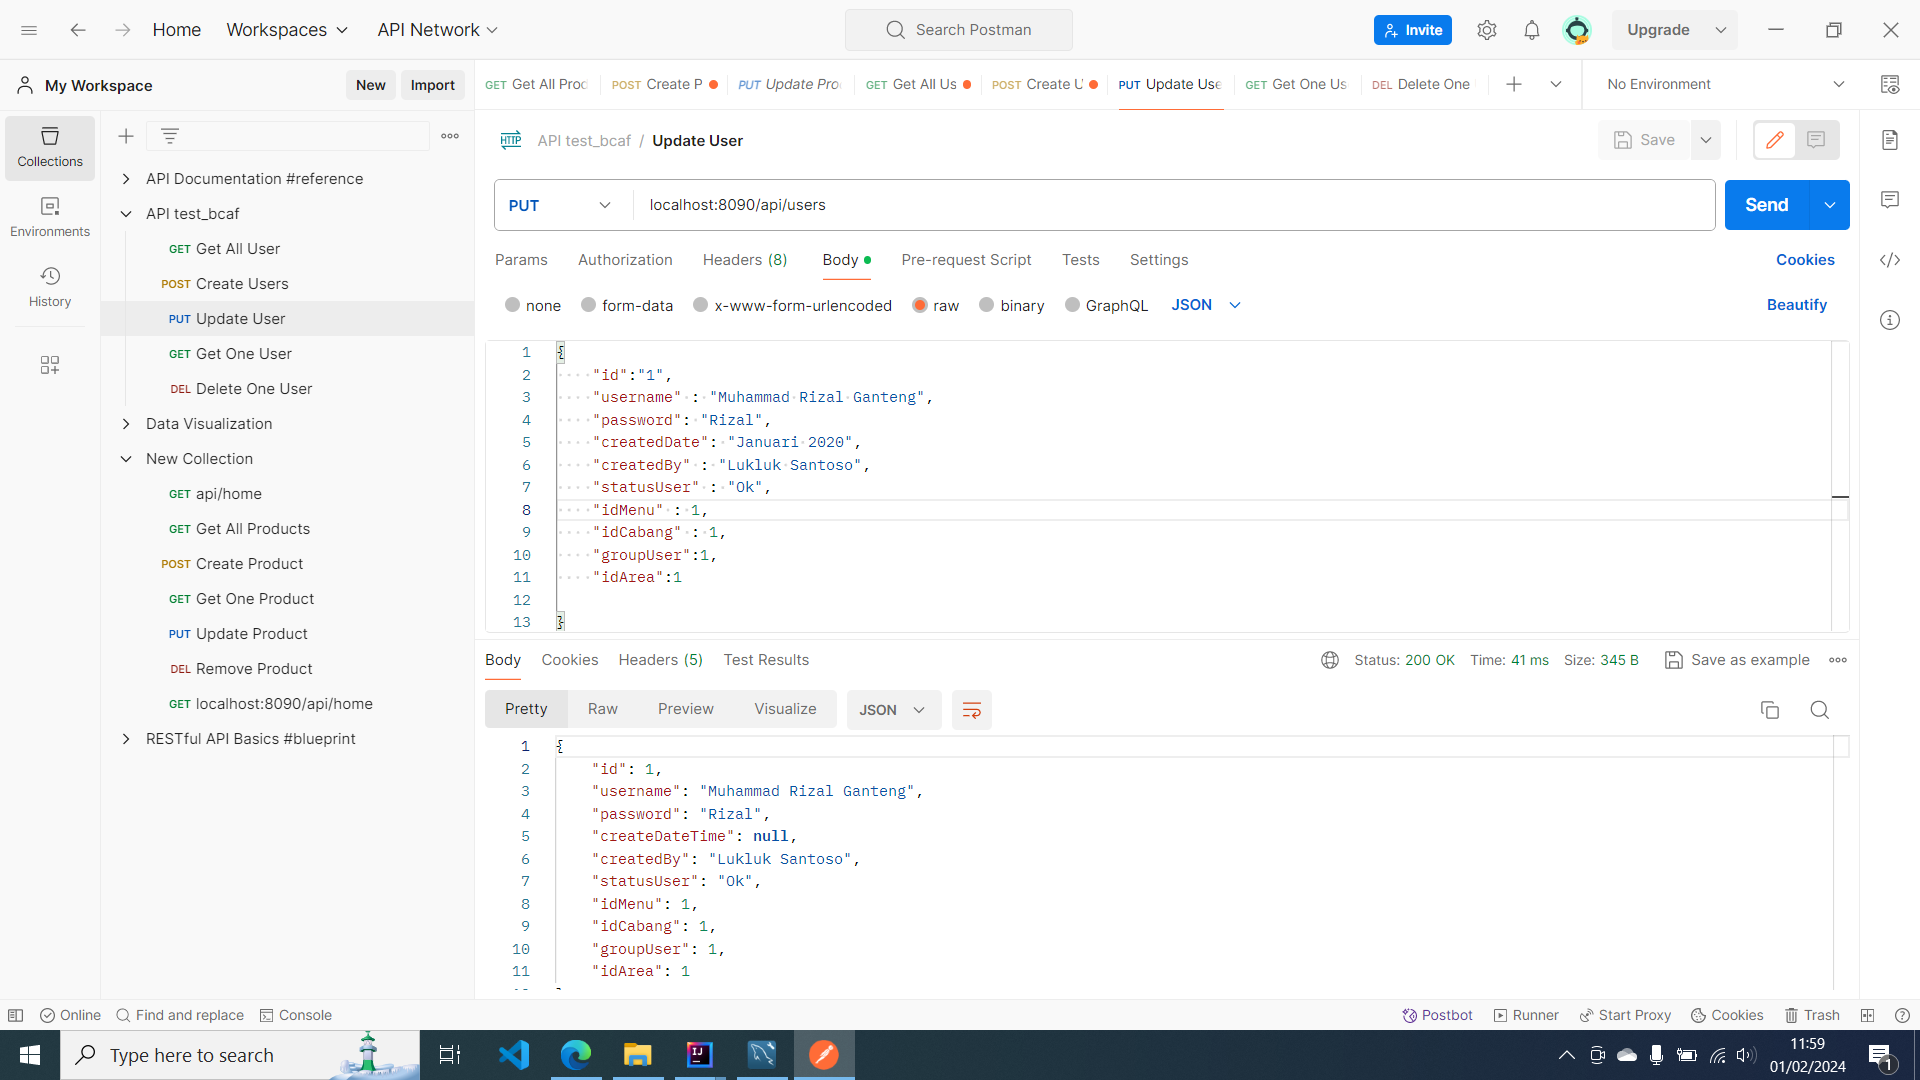 Home
Workspaces
API Network
Search Postman
Invite
Upgrade
My Workspace
New
Import
GET Get All Prod
POST Create P
PUT Update Pro
GET Get All Us
POST Create U
PUT Update Use
GET Get One Us
DEL Delete One
No Environment
Collections
Environments
History
API Documentation #reference
API test_bcaf
GET Get All User
POST Create Users
PUT Update User
GET Get One User
DEL Delete One User
Data Visualization
New Collection
GET api/home
GET Get All Products
POST Create Product
GET Get One Product
PUT Update Product
DEL Remove Product
GET localhost:8090/api/home
RESTful API Basics #blueprint
HTTP API test_bcaf / Update User
Save
PUT localhost:8090/api/users
Send
Params Authorization Headers (8) Body Pre-request Script Tests Settings Cookies
none form-data x-www-form-urlencoded raw binary GraphQL JSON Beautify
1 {
2 "id":"1",
3 "username" : "Muhammad Rizal Ganteng",
4 "password": "Rizal",
5 "createdDate": "Januari 2020",
6 "createdBy" : "Lukluk Santoso",
7 "statusUser" : "Ok",
8 "idMenu" : 1,
9 "idCabang" : 1,
10 "groupUser":1,
11 "idArea":1
12
13 }
Body Cookies Headers (5) Test Results
Status: 200 OK Time: 41 ms Size: 345 B
Save as example
Pretty Raw Preview Visualize JSON
1 {
2 "id": 1,
3 "username": "Muhammad Rizal Ganteng",
4 "password": "Rizal",
5 "createDateTime": null,
6 "createdBy": "Lukluk Santoso",
7 "statusUser": "Ok",
8 "idMenu": 1,
9 "idCabang": 1,
10 "groupUser": 1,
11 "idArea": 1
Online Find and replace Console
Postbot Runner Start Proxy Cookies Trash
Type here to search
IJ
11:59
01/02/2024
1